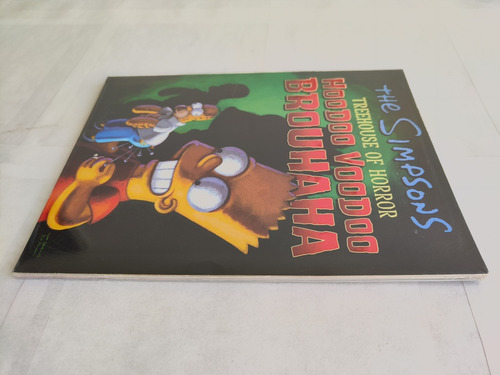 THE SIMPSONS
TREEHOUSE OF HORROR
HOODOO VOODOO
BROUHAHA